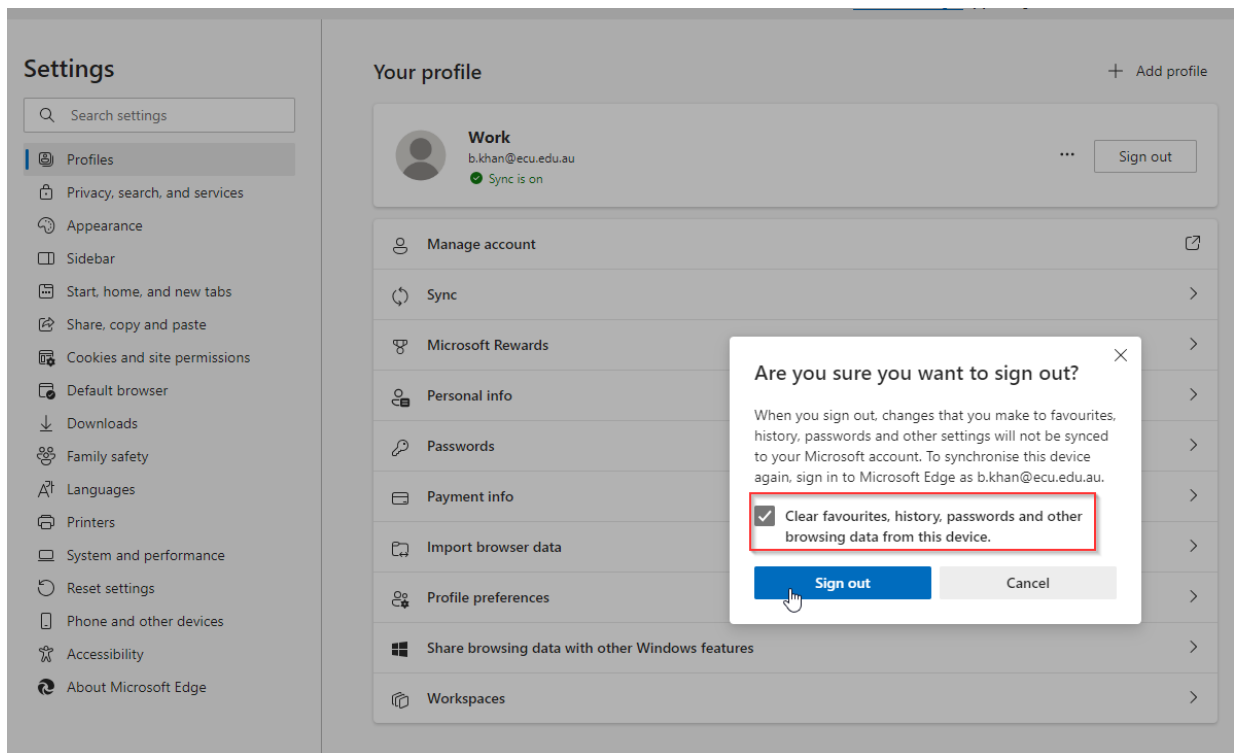 Settings
Search settings
Profiles
Privacy, search, and services
Appearance
Sidebar
Start, home, and new tabs
Share, copy and paste
Cookies and site permissions
Default browser
Downloads
Family safety
Languages
Printers
System and performance
Reset settings
Phone and other devices
Accessibility
About Microsoft Edge
Your profile
Add profile
Work
b.khan@ecu.edu.au
Sync is on
Sign out
Manage account
Sync
Microsoft Rewards
Personal info
Passwords
Payment info
Import browser data
Profile preferences
Share browsing data with other Windows features
Workspaces
Are you sure you want to sign out?
When you sign out, changes that you make to favourites,
history, passwords and other settings will not be synced
to your Microsoft account. To synchronise this device
again, sign in to Microsoft Edge as b.khan@ecu.edu.au.
Clear favourites, history, passwords and other
browsing data from this device.
Sign out
Cancel